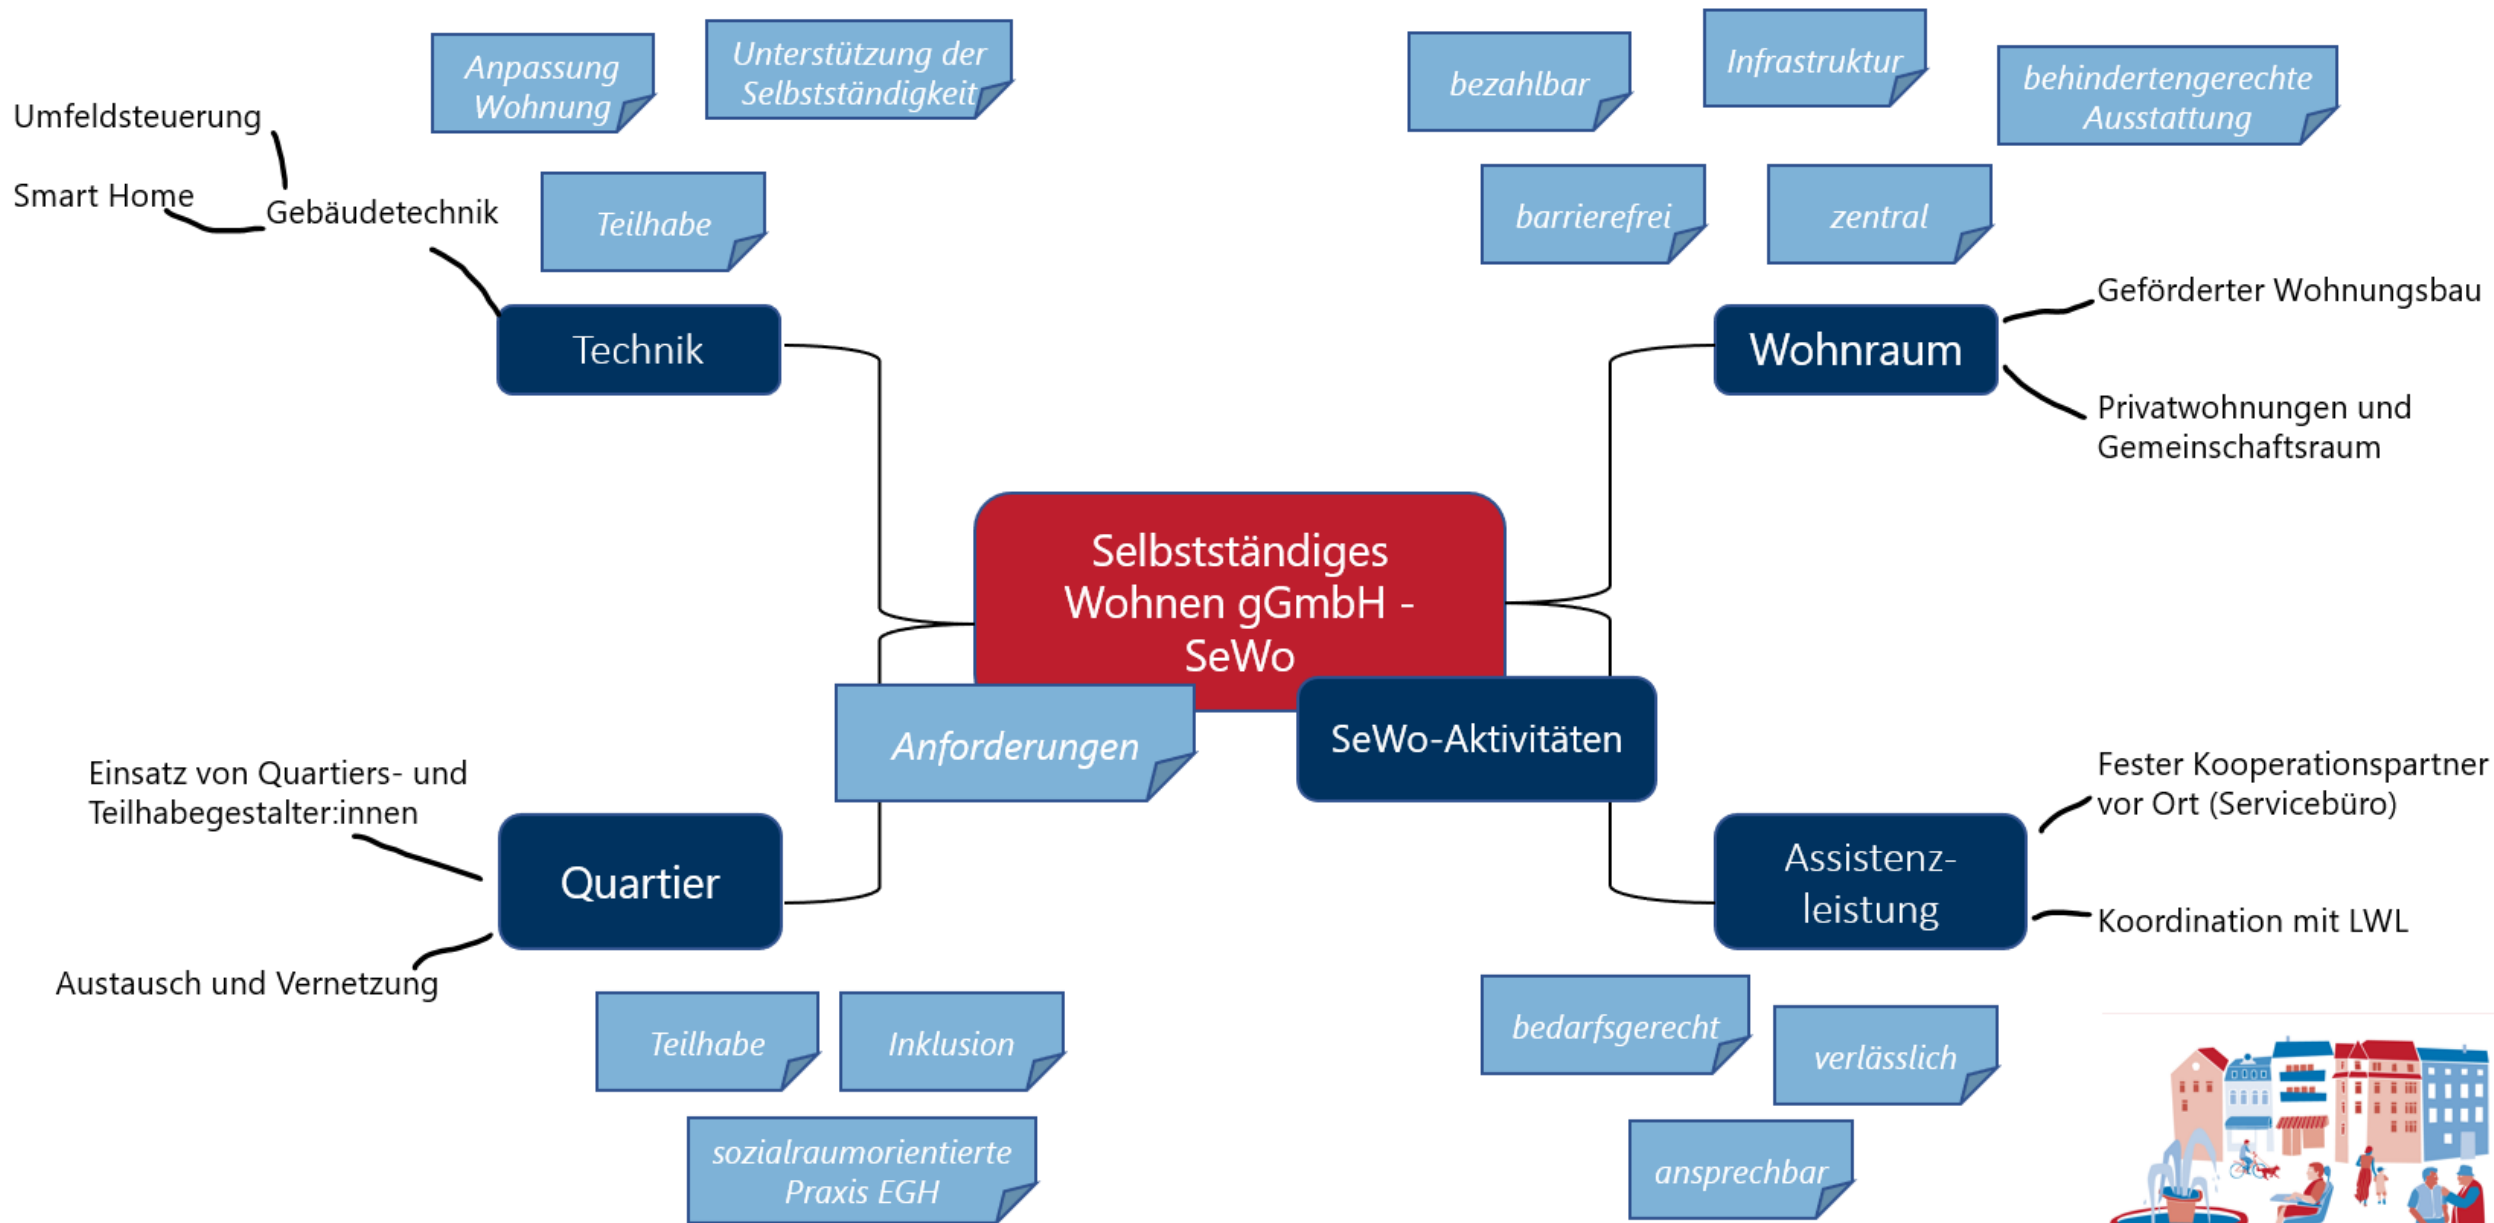 Anpassung
Wohnung
Unterstützung der
Selbstständigkeit
Teilhabe
Umfeldsteuerung
Smart Home
Gebäudetechnik
Technik
bezahlbar
Infrastruktur
behindertengerechte
Ausstattung
barrierefrei
zentral
Wohnraum
Geförderter Wohnungsbau
Privatwohnungen und
Gemeinschaftsraum
Selbstständiges
Wohnen gGmbH -
SeWo
Anforderungen
SeWo-Aktivitäten
Einsatz von Quartiers- und
Teilhabegestalter:innen
Quartier
Austausch und Vernetzung
Teilhabe
Inklusion
sozialraumorientierte
Praxis EGH
Fester Kooperationspartner
vor Ort (Servicebüro)
Assistenz-
leistung
Koordination mit LWL
bedarfsgerecht
verlässlich
ansprechbar